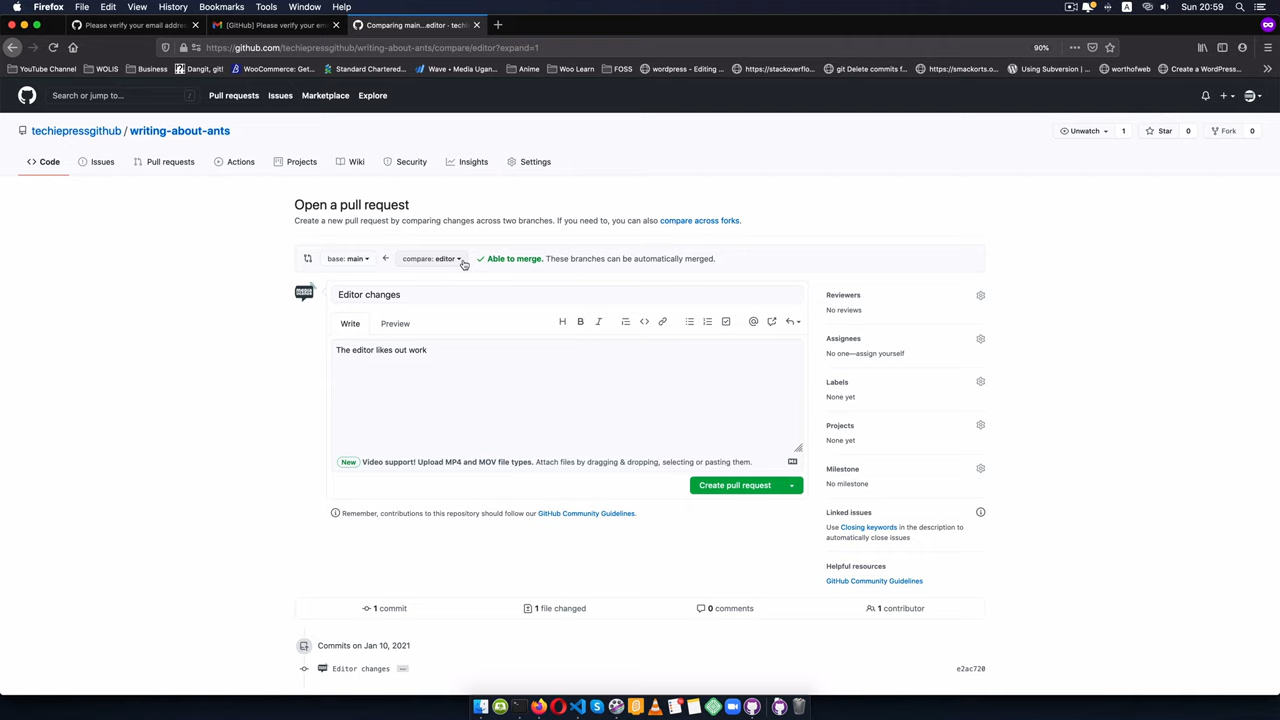 Firefox File Edit View History Bookmarks Tools Window Help
Sun 20:59
Please verify your email addre
[GitHub] Please verify your em
Comparing main...editor · tech
https://github.com/techiepressgithub/writing-about-ants/compare/editor?expand=1
90%
YouTube Channel WOLIS Business Dangit, git! WooCommerce: Get... Standard Chartered... Wave • Media Ugan... Anime Woo Learn FOSS wordpress - Editing ... https://stackoverflo... git Delete commits f... https://smackorts.o... Using Subversion (... worthofweb Create a WordPress...
Search or jump to... /
Pull requests Issues Marketplace Explore
techiepressgithub / writing-about-ants
Unwatch 1 Star 0 Fork 0
Code Issues Pull requests Actions Projects Wiki Security Insights Settings
Open a pull request
Create a new pull request by comparing changes across two branches. If you need to, you can also compare across forks.
base: main compare: editor Able to merge. These branches can be automatically merged.
Editor changes
Write Preview
The editor likes out work
New Video support! Upload MP4 and MOV file types. Attach files by dragging & dropping, selecting or pasting them.
Create pull request
Remember, contributions to this repository should follow our GitHub Community Guidelines.
Reviewers
No reviews
Assignees
No one—assign yourself
Labels
None yet
Projects
None yet
Milestone
No milestone
Linked issues
Use Closing keywords in the description to
automatically close issues
Helpful resources
GitHub Community Guidelines
1 commit 1 file changed 0 comments 1 contributor
Commits on Jan 10, 2021
Editor changes ... e2ac720